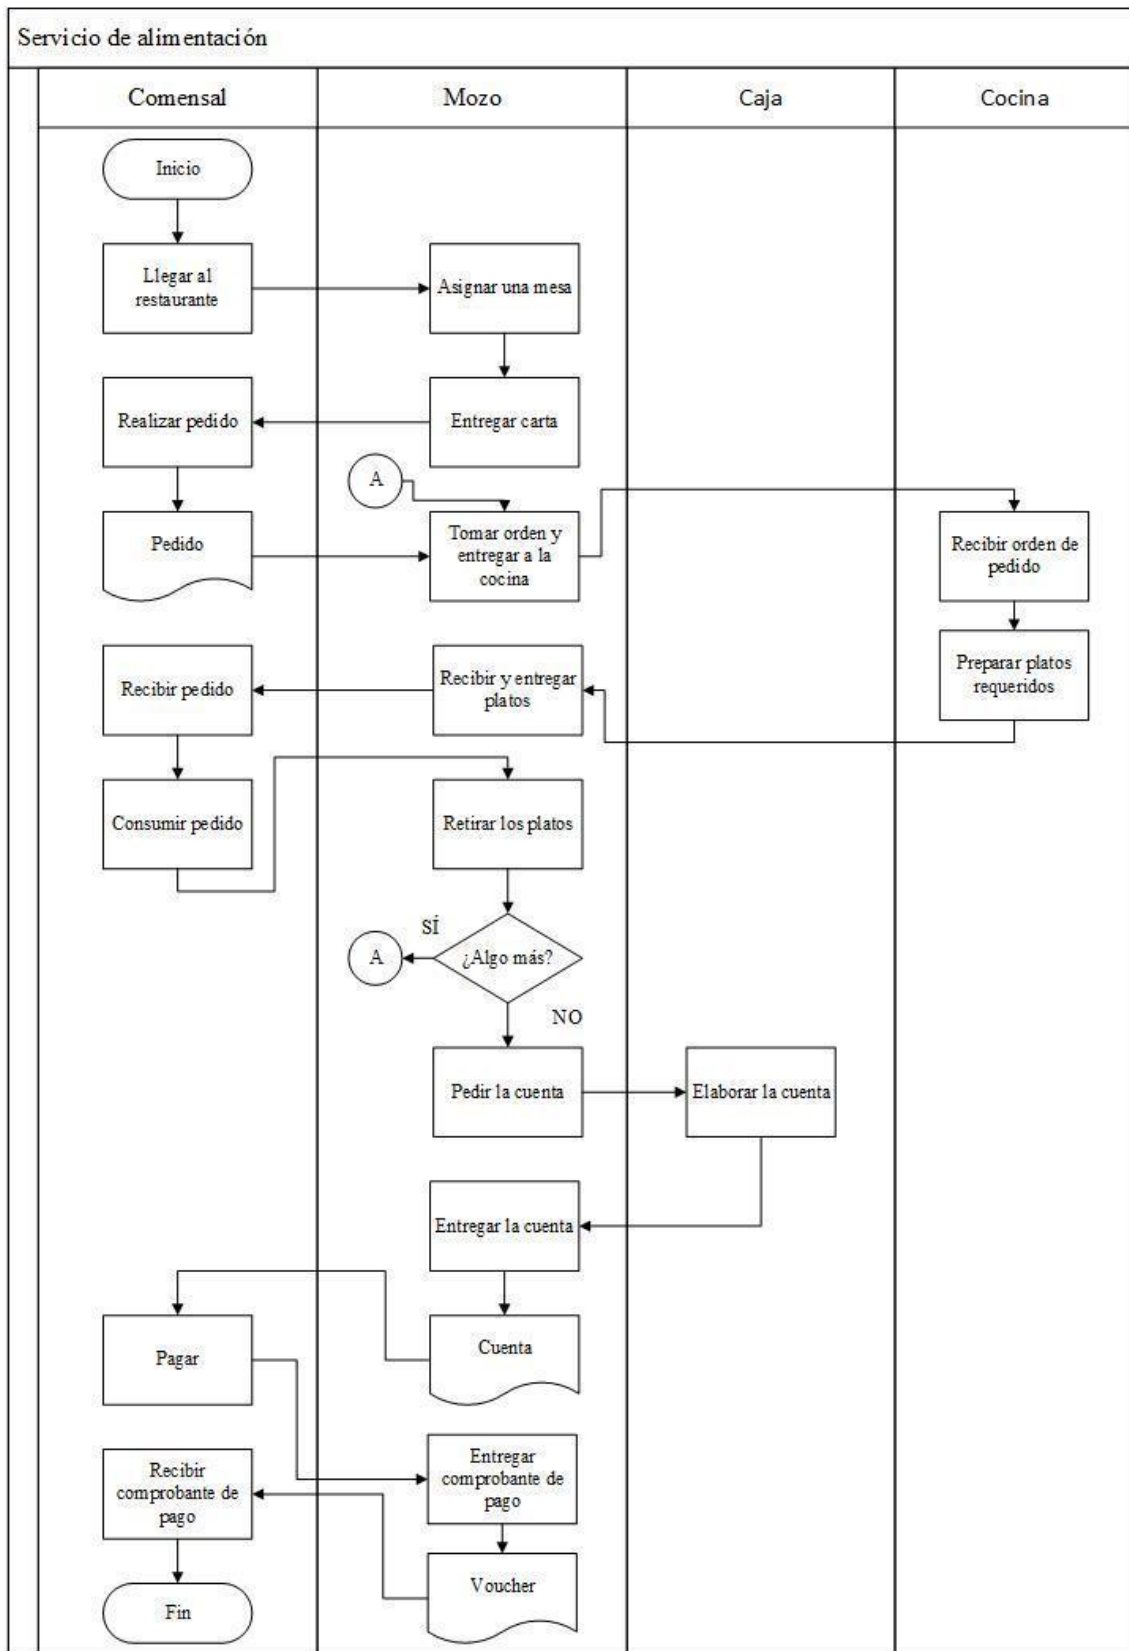 Servicio de alimentación
Comensal
Mozo
Caja
Cocina
Inicio
Llegar al
restaurante
Asignar una mesa
Realizar pedido
Entregar carta
A
Pedido
Tomar orden y
entregar a la
cocina
Recibir orden de
pedido
Recibir pedido
Recibir y entregar
platos
Preparar platos
requeridos
Consumir pedido
Retirar los platos
SÍ
A
¿Algo más?
NO
Pedir la cuenta
Elaborar la cuenta
Entregar la cuenta
Pagar
Cuenta
Recibir
comprobante de
pago
Entregar
comprobante de
pago
Voucher
Fin